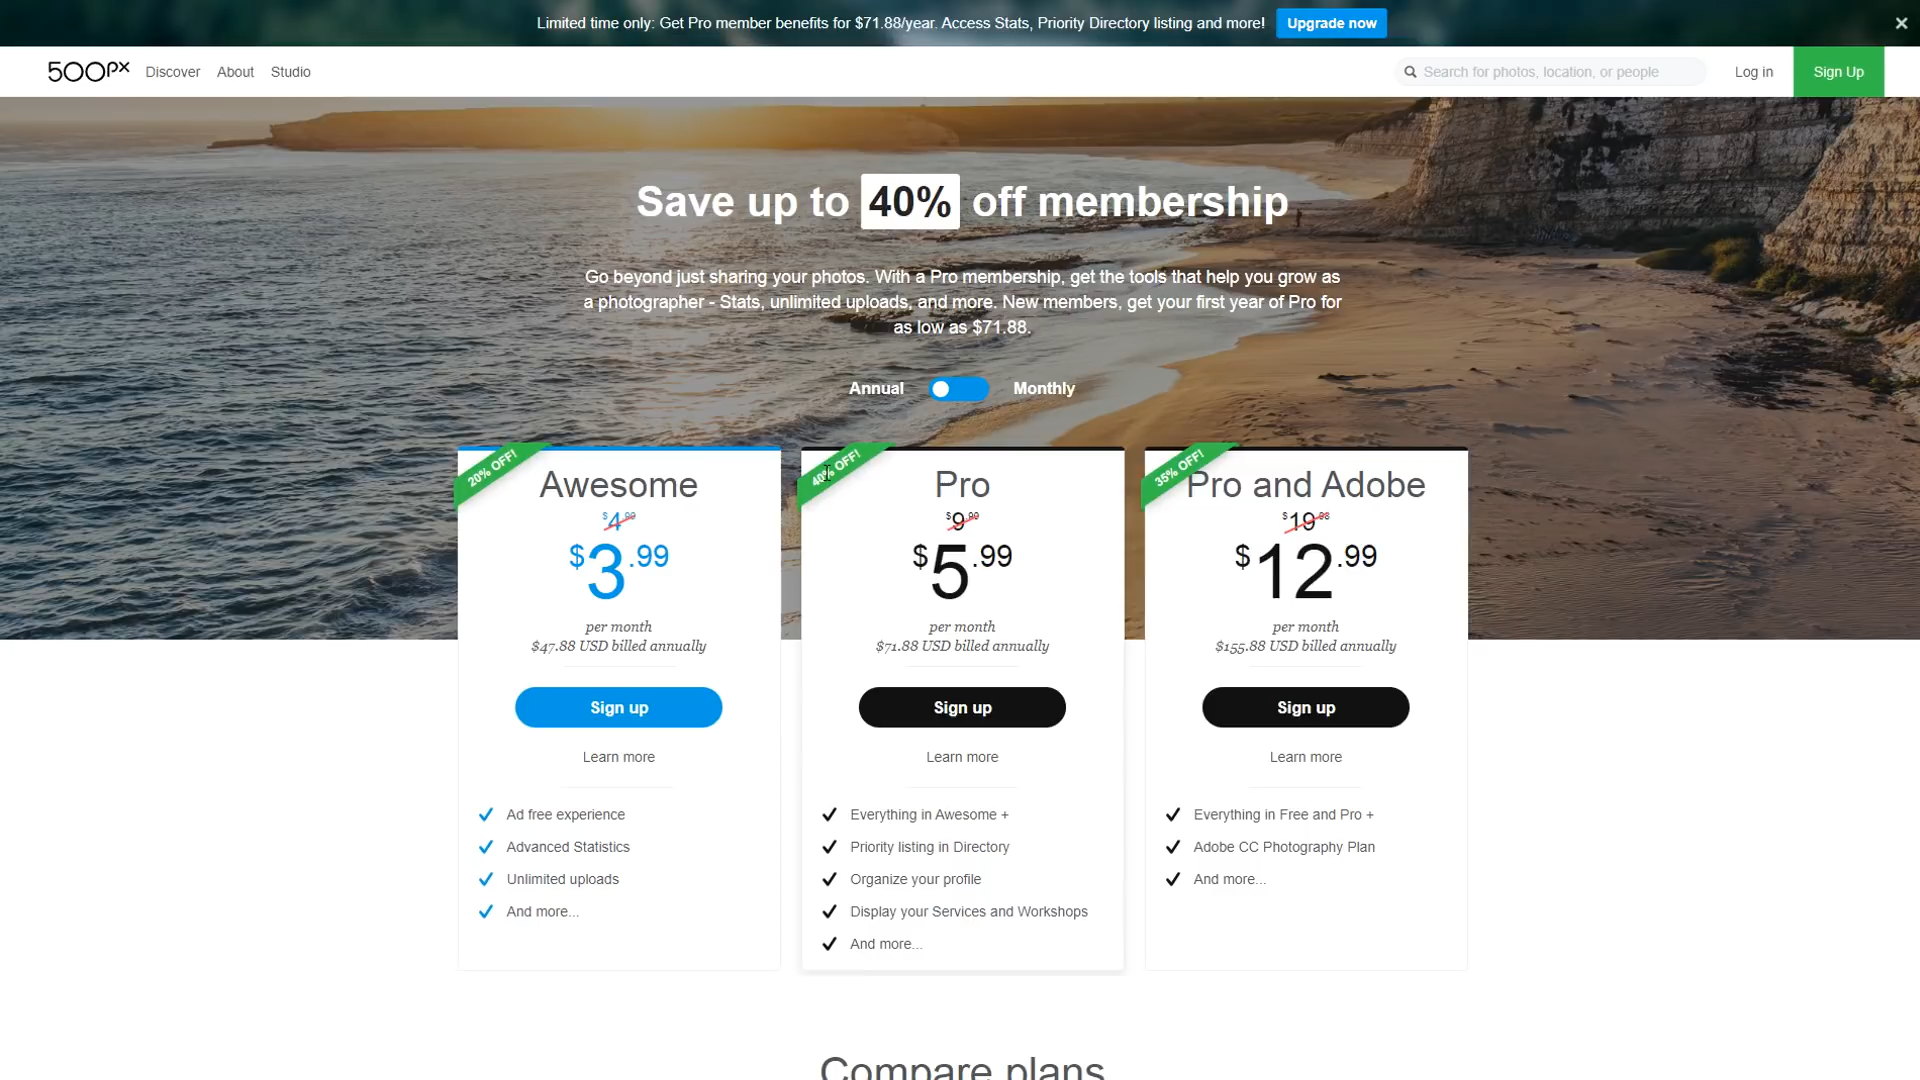 Limited time only: Get Pro member benefits for $71.88/year. Access Stats, Priority Directory listing and more! Upgrade now
500px Discover About Studio
Search for photos, location, or people
Log in
Sign Up
Save up to 40% off membership
Go beyond just sharing your photos. With a Pro membership, get the tools that help you grow as
a photographer - Stats, unlimited uploads, and more. New members, get your first year of Pro for
as low as $71.88.
Annual Monthly
20% OFF!
Awesome
$4.99
$3.99
per month
$47.88 USD billed annually
Sign up
Learn more
Ad free experience
Advanced Statistics
Unlimited uploads
And more...
40% OFF!
Pro
$9.99
$5.99
per month
$71.88 USD billed annually
Sign up
Learn more
Everything in Awesome +
Priority listing in Directory
Organize your profile
Display your Services and Workshops
And more...
35% OFF!
Pro and Adobe
$19.98
$12.99
per month
$155.88 USD billed annually
Sign up
Learn more
Everything in Free and Pro +
Adobe CC Photography Plan
And more...
Compare plans